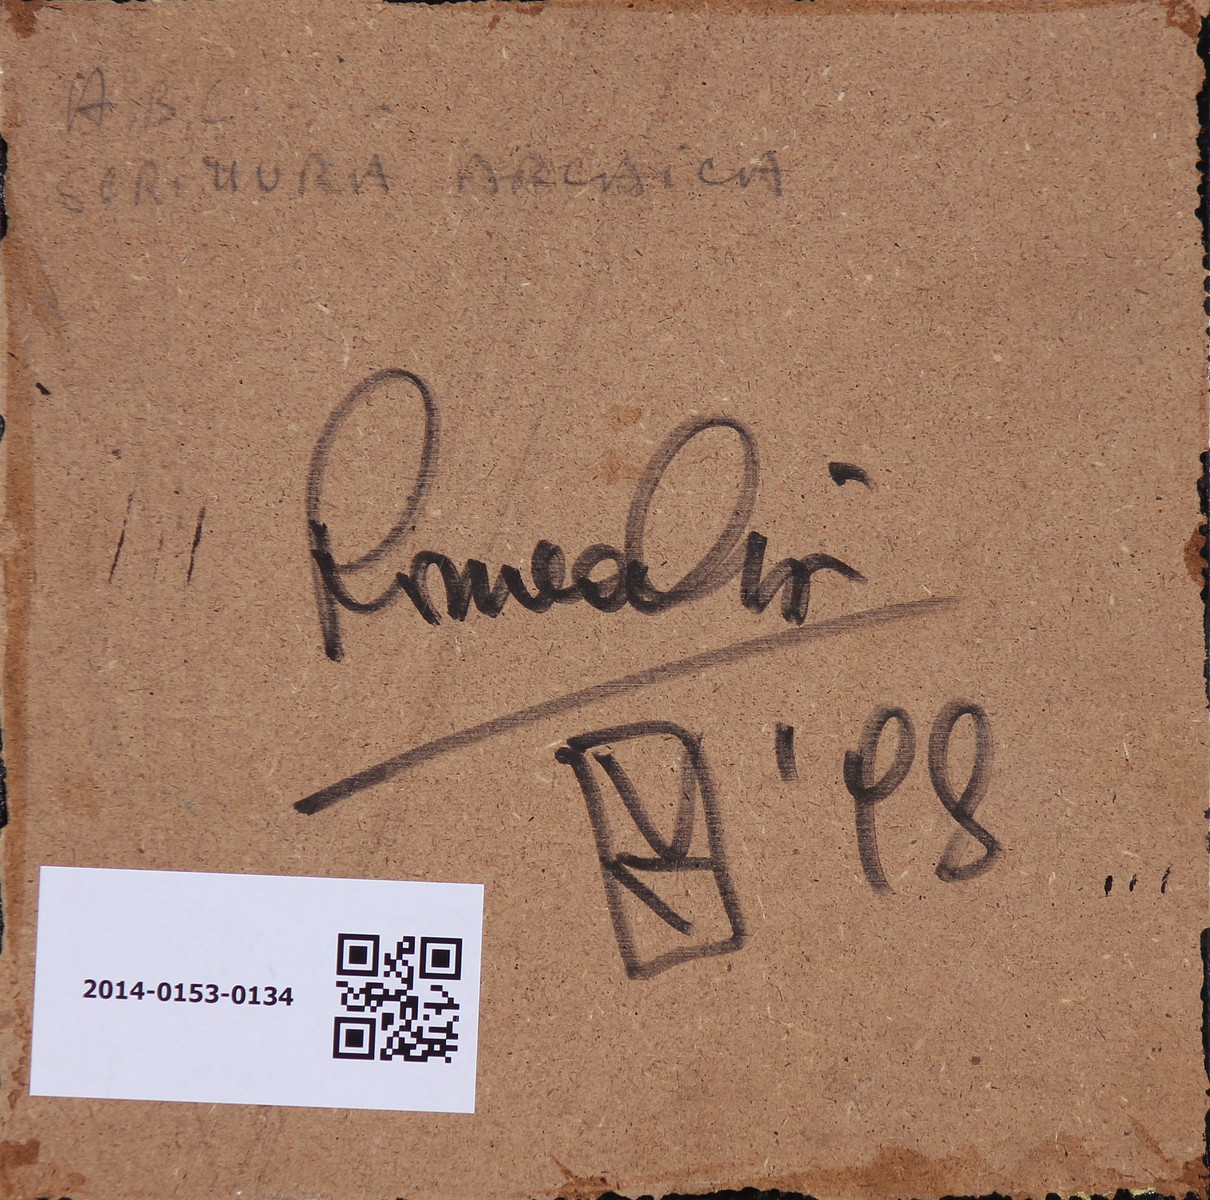 A.B.C. - - -
SCRITTURA ARCAICA
'98
2014-0153-0134